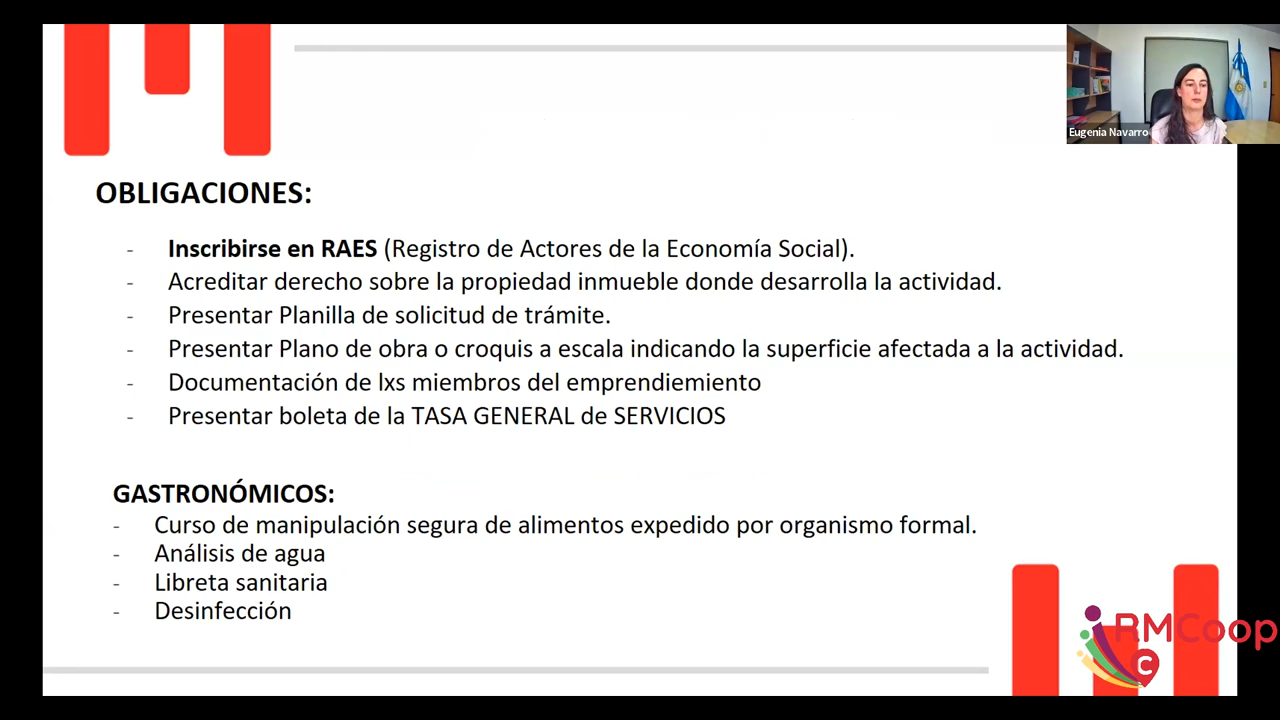 Eugenia Navarro
OBLIGACIONES:
- Inscribirse en RAES (Registro de Actores de la Economía Social).
- Acreditar derecho sobre la propiedad inmueble donde desarrolla la actividad.
- Presentar Planilla de solicitud de trámite.
- Presentar Plano de obra o croquis a escala indicando la superficie afectada a la actividad.
- Documentación de lxs miembros del emprendiemiento
- Presentar boleta de la TASA GENERAL de SERVICIOS
GASTRONÓMICOS:
- Curso de manipulación segura de alimentos expedido por organismo formal.
- Análisis de agua
- Libreta sanitaria
- Desinfección
RMCoop
C